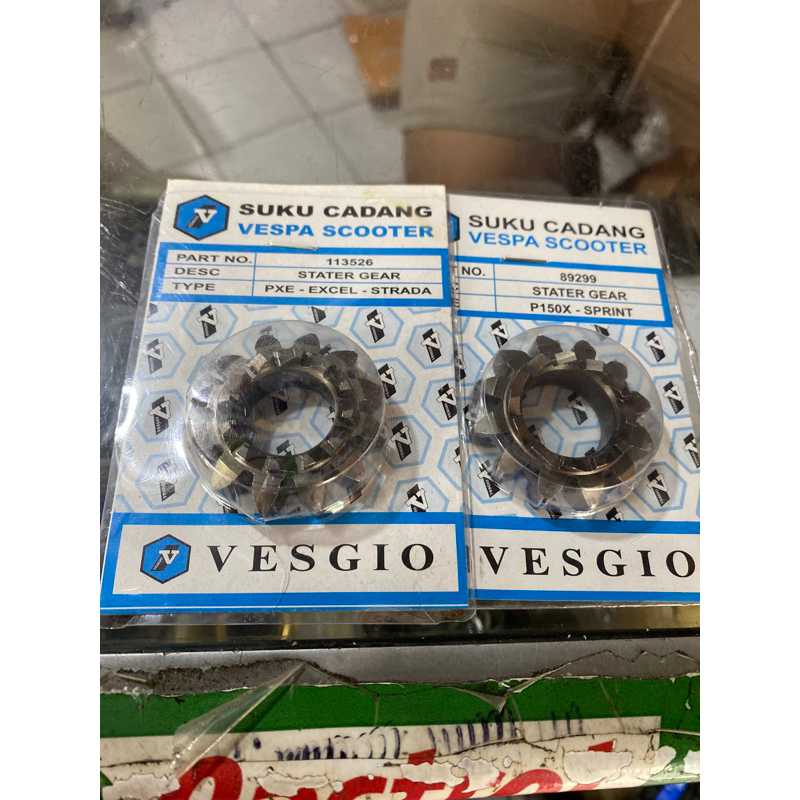 SUKU CADANG
VESPA SCOOTER
PART NO. 113526
DESC STATER GEAR
TYPE PXE - EXCEL - STRADA
VESGIO
SUKU CADANG
VESPA SCOOTER
NO. 89299
STATER GEAR
P150X - SPRINT
VESGIO